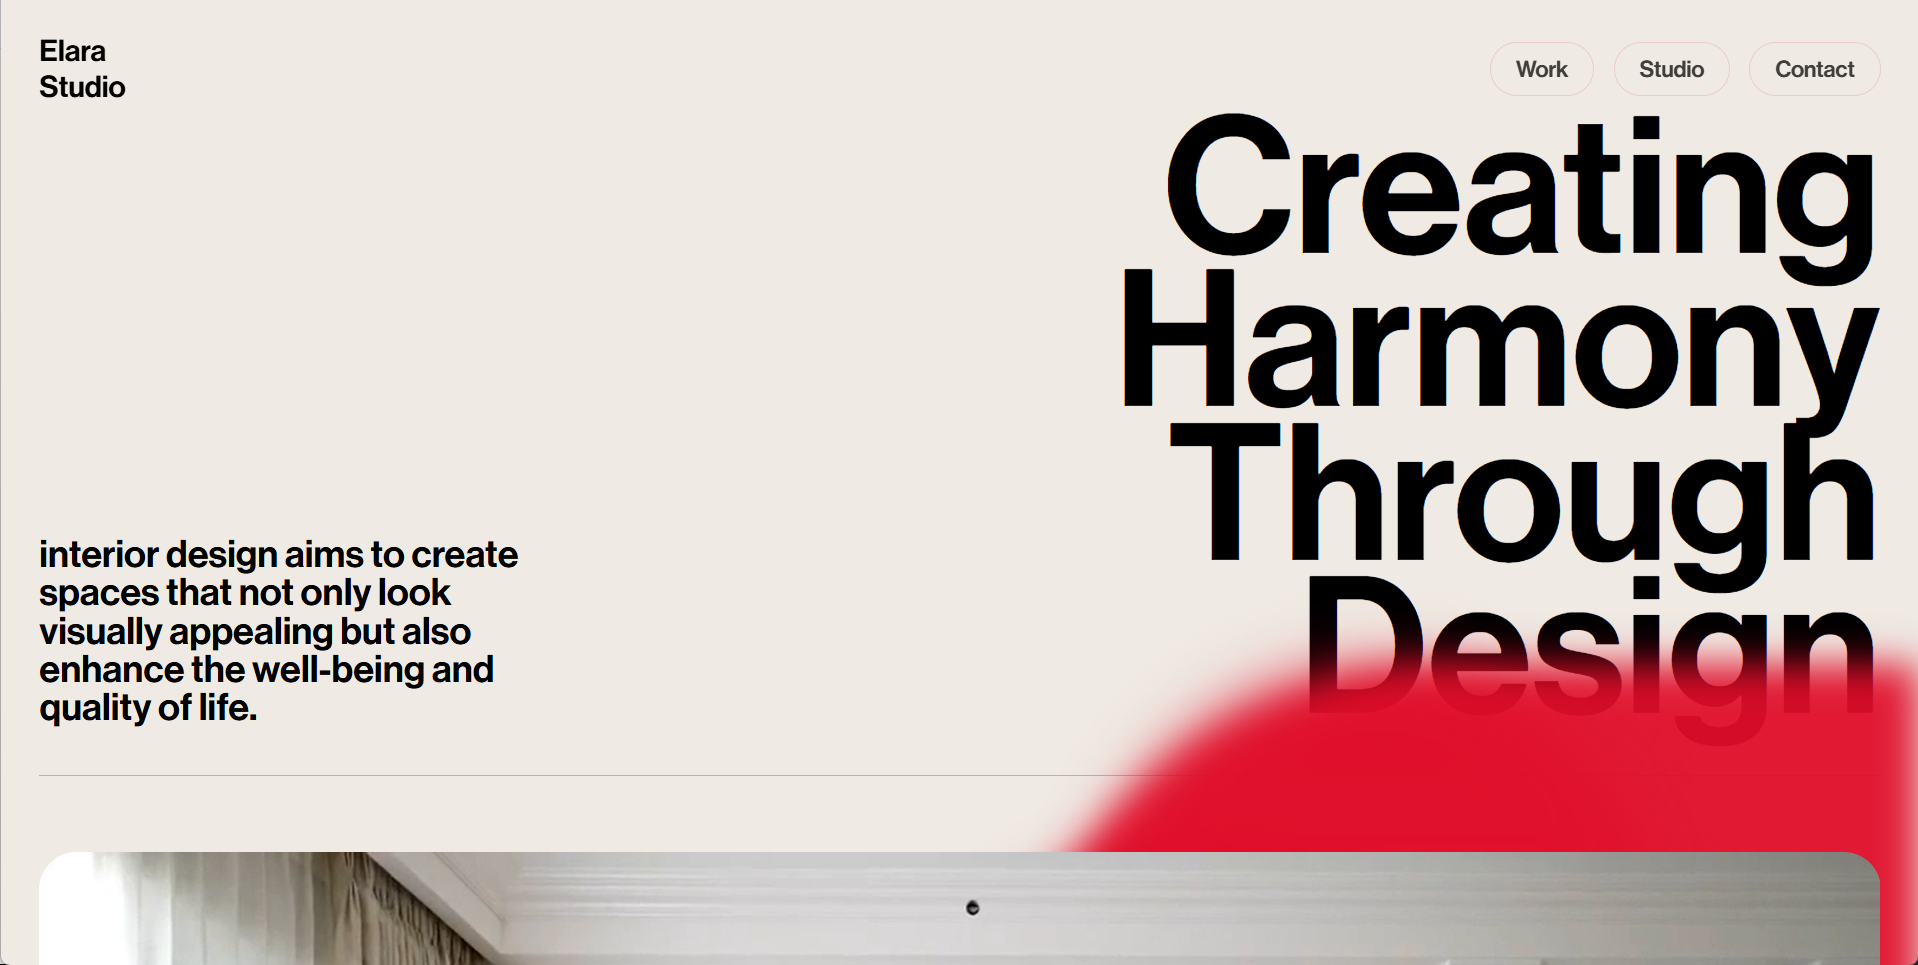 Elara
Studio
Work
Studio
Contact
Creating
Harmony
Through
Design
interior design aims to create
spaces that not only look
visually appealing but also
enhance the well-being and
quality of life.